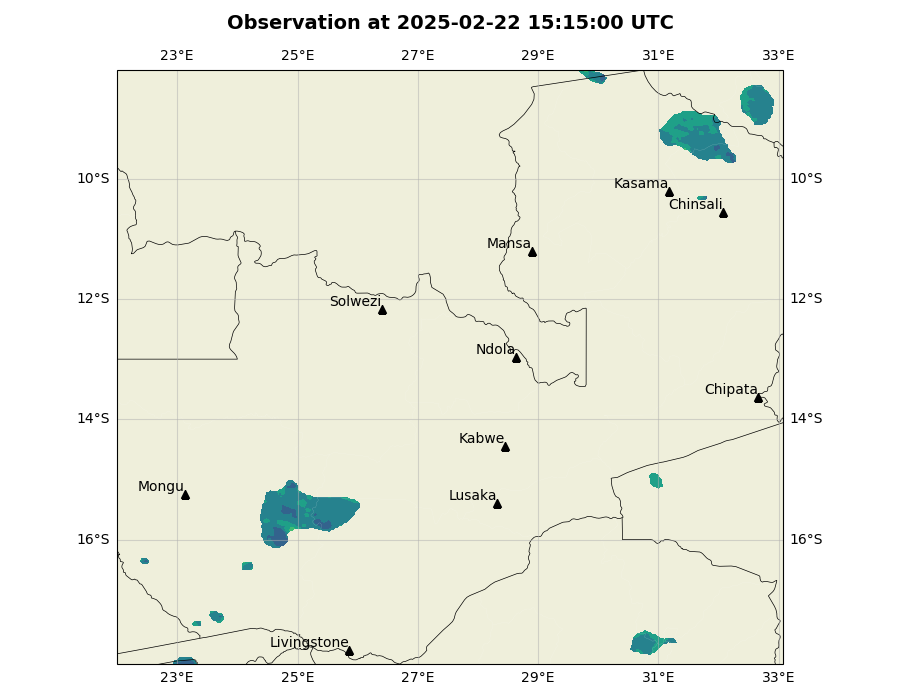 Observation at 2025-02-22 15:15:00 UTC
23°E 25°E 27°E 29°E 31°E 33°E
10°S 10°S
Kasama
Chinsali
Mansa
12°S 12°S
Solwezi
Ndola
Chipata
14°S 14°S
Kabwe
Mongu
Lusaka
16°S 16°S
Livingstone
23°E 25°E 27°E 29°E 31°E 33°E